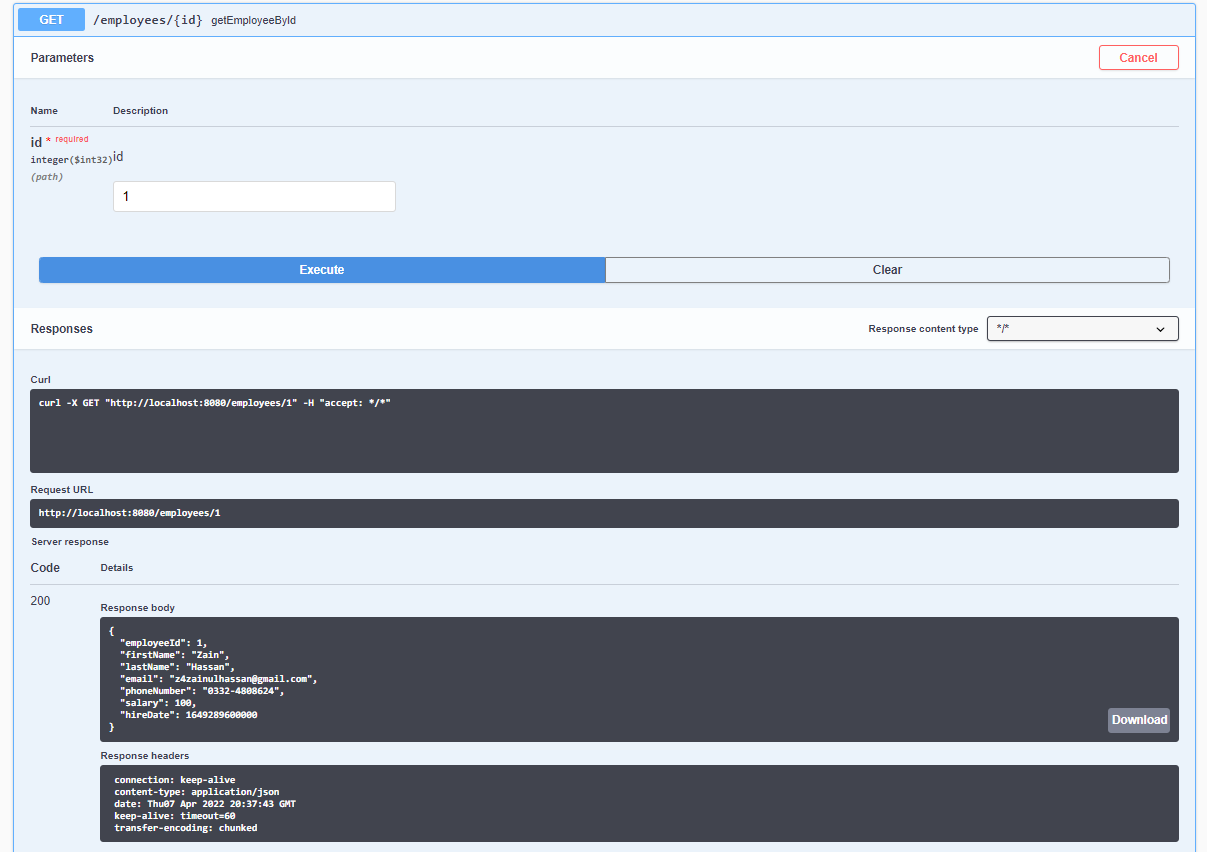 GET /employees/{id} getEmployeeById
Parameters
Cancel
Name Description
id * required
integer($int32)
(path)
id
1
Execute
Clear
Responses
Response content type */*
Curl
curl -X GET "http://localhost:8080/employees/1" -H "accept: */*"
Request URL
http://localhost:8080/employees/1
Server response
Code Details
200
Response body
{
  "employeeId": 1,
  "firstName": "Zain",
  "lastName": "Hassan",
  "email": "z4zainulhassan@gmail.com",
  "phoneNumber": "0332-4808624",
  "salary": 100,
  "hireDate": 1649289600000
}
Download
Response headers
connection: keep-alive
content-type: application/json
date: Thu07 Apr 2022 20:37:43 GMT
keep-alive: timeout=60
transfer-encoding: chunked